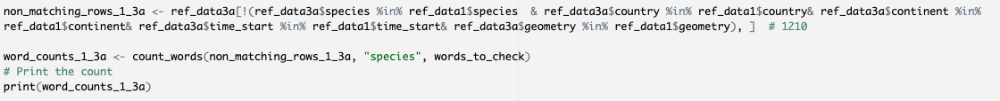 non_matching_rows_1_3a <- ref_data3a[!(ref_data3a$species %in% ref_data1$species  & ref_data3a$country %in% ref_data1$country& ref_data3a$continent %in%
ref_data1$continent& ref_data3a$time_start %in% ref_data1$time_start& ref_data3a$geometry %in% ref_data1$geometry), ]  # 1210
word_counts_1_3a <- count_words(non_matching_rows_1_3a, "species", words_to_check)
# Print the count
print(word_counts_1_3a)